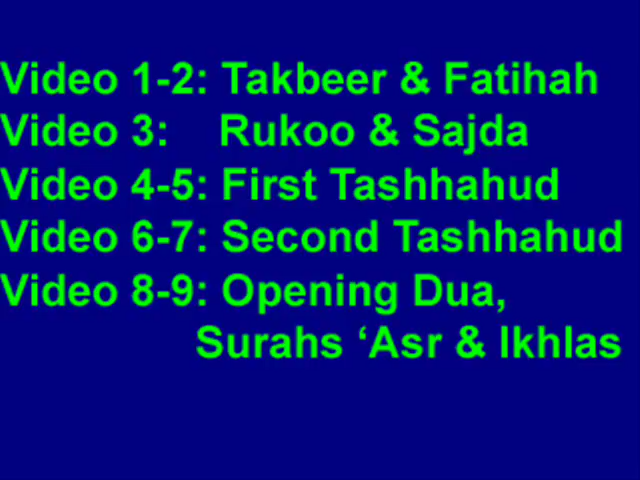 Video 1-2: Takbeer & Fatihah
Video 3: Rukoo & Sajda
Video 4-5: First Tashhahud
Video 6-7: Second Tashhahud
Video 8-9: Opening Dua,
Surahs ‘Asr & Ikhlas